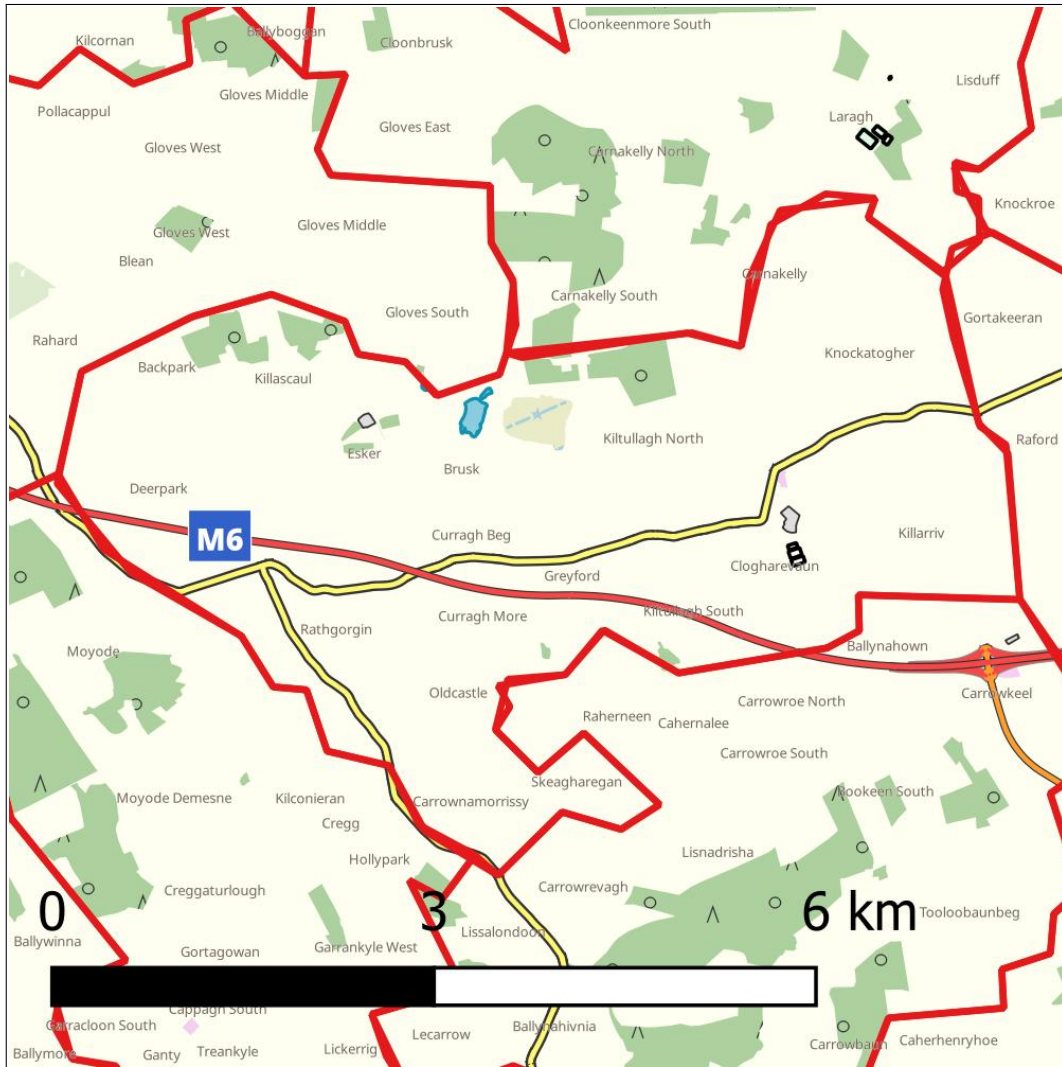 Kilcornan
Ballyboggan
Cloonbrusk
Cloonkeenmore South
Pollacappul
Gloves Middle
Gloves East
Laragh
Lisduff
Gloves West
Carnakelly North
Gloves West
Gloves Middle
Knockroe
Blean
Carnakelly
Gloves South
Carnakelly South
Gortakeeran
Rahard
Backpark
Killascaul
Knockatogher
Esker
Brusk
Kiltullagh North
Raford
Deerpark
M6
Curragh Beg
Killarriv
Greyford
Clogharevaun
Curragh More
Kiltullagh South
Rathgorgin
Ballynahown
Moyode
Oldcastle
Carrowkeel
Raherneen
Cahernalee
Carrowroe North
Carrowroe South
Skeagharegan
Moyode Demesne
Kilconieran
Carrownamorrissy
Bookeen South
Cregg
Hollypark
Lisnadrisha
Creggaturlough
Carrowrevagh
0 3 6 km
Tooloobaunbeg
Ballywinna
Gortagowan
Garrankyle West
Lissalondoon
Cappagh South
Garracloon South
Ballynahivnia
Lecarrow
Carrowbaun
Caherhenryhoe
Ballymore
Ganty
Treankyle
Lickerrig